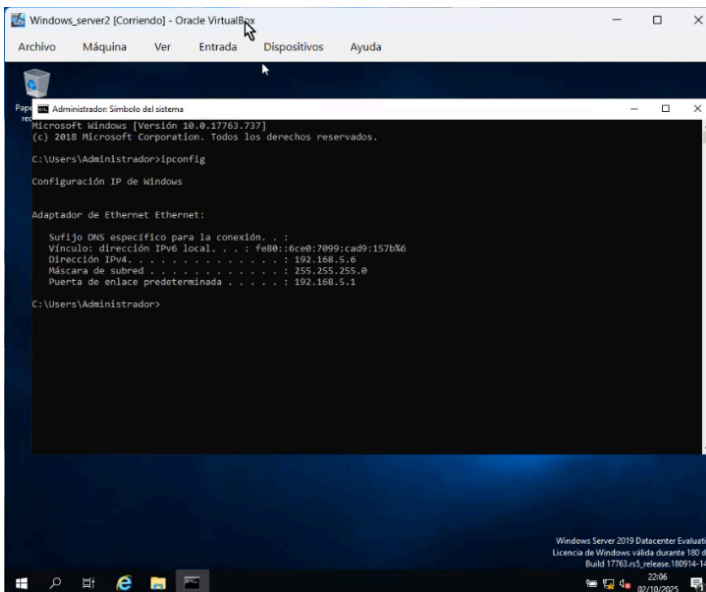 Windows_server2 [Corriendo] - Oracle VirtualBox
Archivo Máquina Ver Entrada Dispositivos Ayuda
Administrador: Símbolo del sistema
Microsoft Windows [Versión 10.0.17763.737]
(c) 2018 Microsoft Corporation. Todos los derechos reservados.
C:\Users\Administrador>ipconfig
Configuración IP de Windows
Adaptador de Ethernet Ethernet:
Sufijo DNS específico para la conexión. . :
Vínculo: dirección IPv6 local. . . : fe80::6ce0:7099:cad9:157b%6
Dirección IPv4. . . . . . . . . . . . . . : 192.168.5.6
Máscara de subred . . . . . . . . . . . . : 255.255.255.0
Puerta de enlace predeterminada . . . . . : 192.168.5.1
C:\Users\Administrador>
Windows Server 2019 Datacenter Evaluati
Licencia de Windows válida durante 180 d
Build 17763.rs5_release.180914-14
22:06
02/10/2025